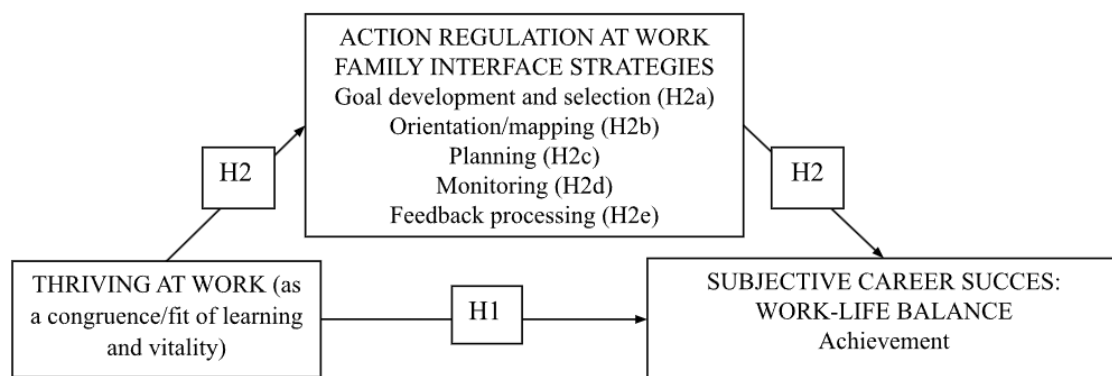 ACTION REGULATION AT WORK
FAMILY INTERFACE STRATEGIES
Goal development and selection (H2a)
Orientation/mapping (H2b)
Planning (H2c)
Monitoring (H2d)
Feedback processing (H2e)
H2
H2
THRIVING AT WORK (as
a congruence/fit of learning
and vitality)
H1
SUBJECTIVE CAREER SUCCES:
WORK-LIFE BALANCE
Achievement